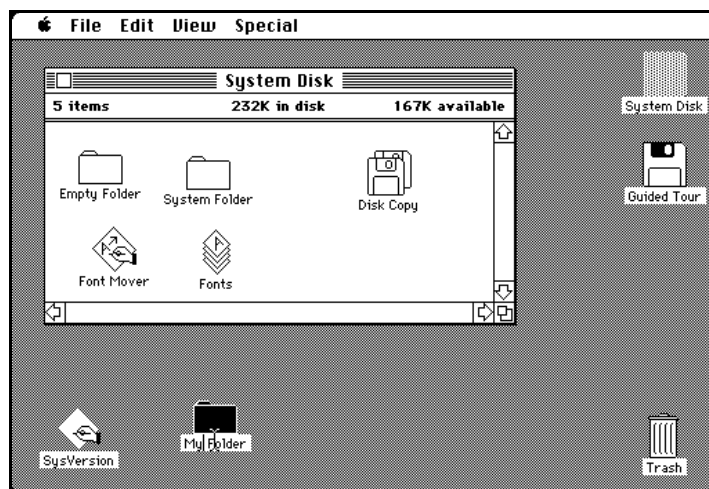 File Edit View Special
System Disk
5 items 232K in disk 167K available
Empty Folder System Folder Disk Copy
Font Mover Fonts
System Disk
Guided Tour
SysVersion
My Folder
Trash